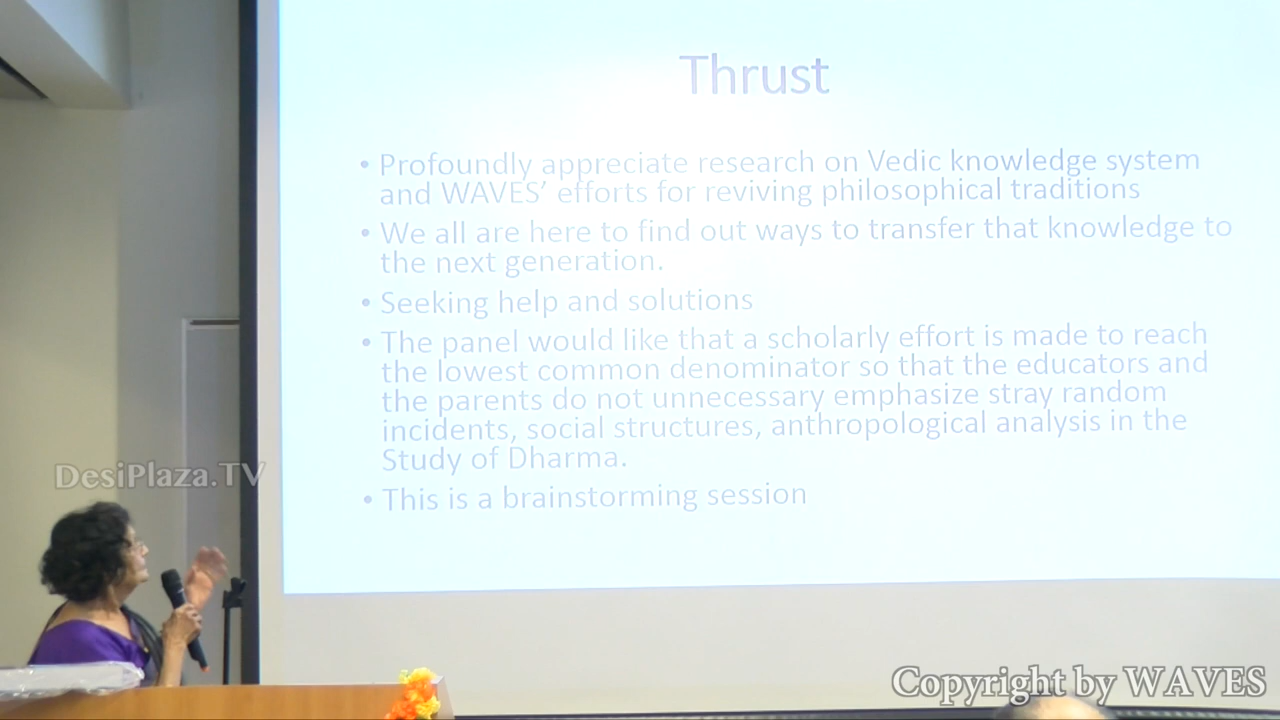 Thrust
• Profoundly appreciate research on Vedic knowledge system
and WAVES' efforts for reviving philosophical traditions
• We all are here to find out ways to transfer that knowledge to
the next generation.
• Seeking help and solutions
• The panel would like that a scholarly effort is made to reach
the lowest common denominator so that the educators and
the parents do not unnecessary emphasize stray random
incidents, social structures, anthropological analysis in the
Study of Dharma.
• This is a brainstorming session
DesiPlaza.TV
Copyright by WAVES